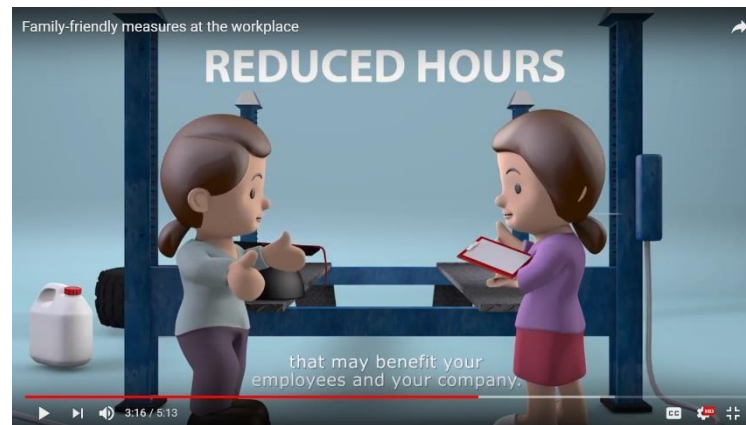 Family-friendly measures at the workplace
REDUCED HOURS
that may benefit your
employees and your company.
3:16 / 5:13
CC